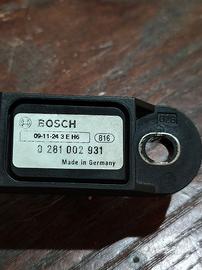 BOSCH
09-11-24 3 E H6 816
0 281 002 931
Made in Germany